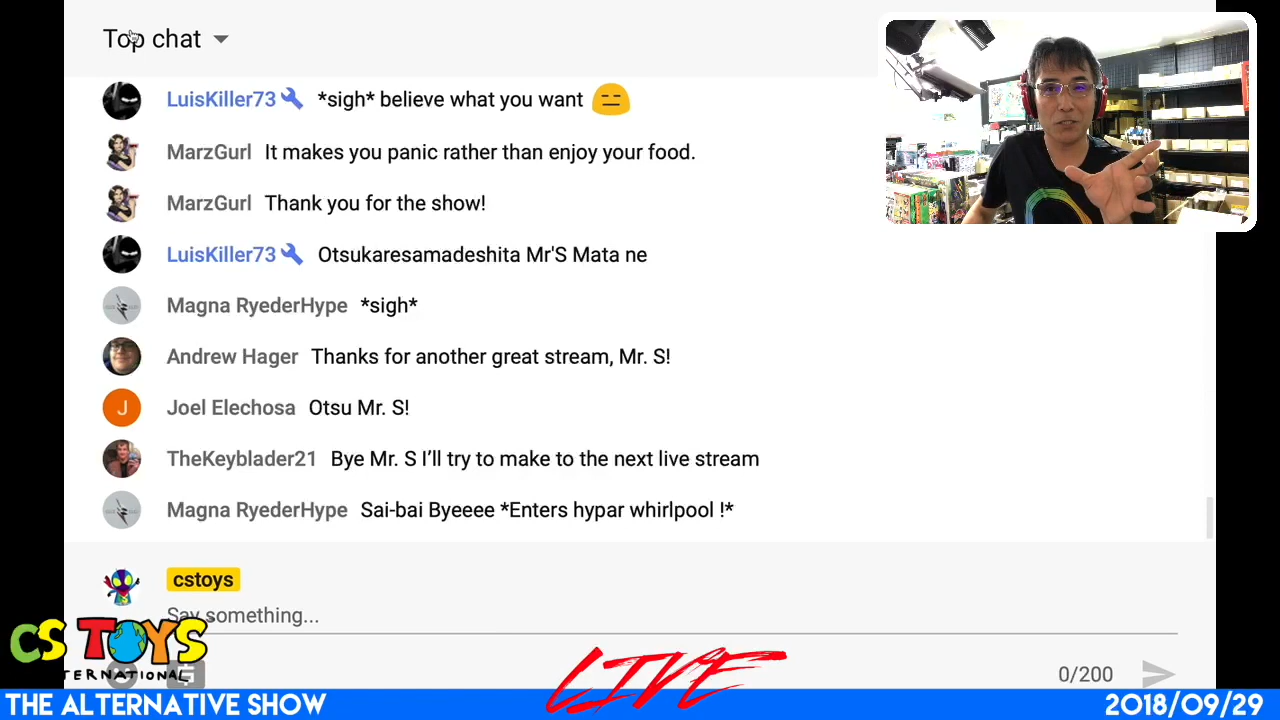 Top chat
LuisKiller73 *sigh* believe what you want
MarzGurl It makes you panic rather than enjoy your food.
MarzGurl Thank you for the show!
LuisKiller73 Otsukaresamadeshita Mr'S Mata ne
Magna RyederHype *sigh*
Andrew Hager Thanks for another great stream, Mr. S!
J Joel Elechosa Otsu Mr. S!
TheKeyblader21 Bye Mr. S I’ll try to make to the next live stream
Magna RyederHype Sai-bai Byeeee *Enters hypar whirlpool !*
cstoys
Say something...
CS TOYS
TERNATIONAL
LIVE
0/200
THE ALTERNATIVE SHOW
2018/09/29